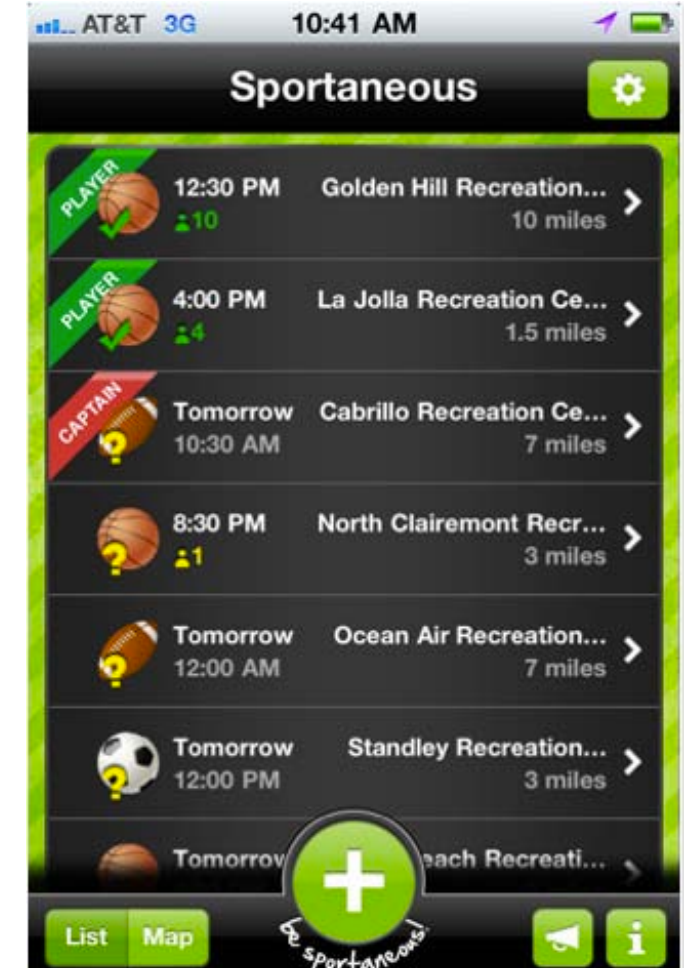 AT&T 3G 10:41 AM
Sportaneous
PLAYER 12:30 PM Golden Hill Recreation...
10 10 miles
PLAYER 4:00 PM La Jolla Recreation Ce...
4 1.5 miles
CAPTAIN Tomorrow Cabrillo Recreation Ce...
10:30 AM 7 miles
? 8:30 PM North Clairemont Recr...
1 3 miles
Tomorrow Ocean Air Recreation...
? 12:00 AM 7 miles
Tomorrow Standley Recreation...
? 12:00 PM 3 miles
Recreati...
List Map be sportaneous! i